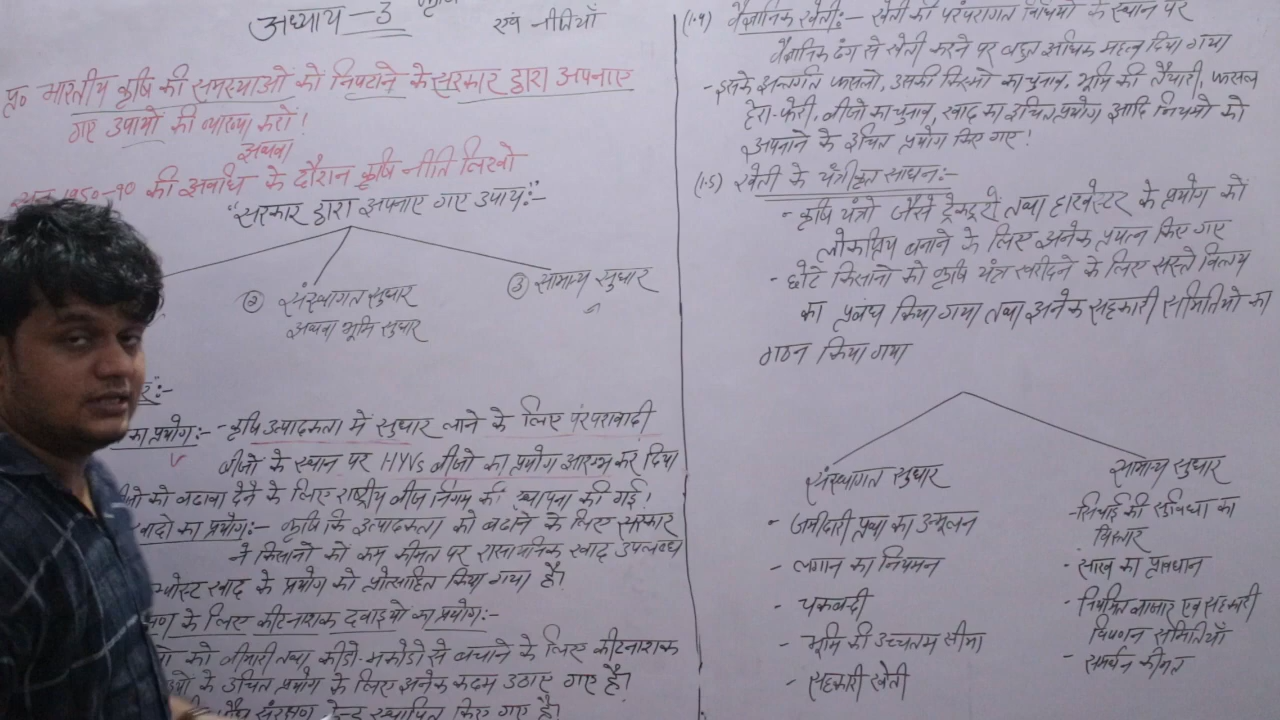 अध्याय-3 कृषि
एवं नीतियाँ
प्र० भारतीय कृषि की समस्याओं को निपटाने के सरकार द्वारा अपनाए
गए उपायों की व्याख्या करो!
अथवा
सन् 1950-90 की अवधि के दौरान कृषि नीति लिखो
"सरकार द्वारा अपनाए गए उपाय":-
② संस्थागत सुधार
अथवा भूमि सुधार
③ सामान्य सुधार
का प्रयोग:- - कृषि उत्पादकता में सुधार लाने के लिए परंपरावादी
बीजों के स्थान पर HYVs बीजो का प्रयोग आरम्भ कर दिया
को बढावा देने के लिए राष्ट्रीय बीज निगम की स्थापना की गई!
खादो का प्रयोग:- कृषि कि उत्पादकता को बढाने के लिए सरकार
ने किसानो को कम कीमत पर रासायनिक खाद उपलब्ध
खाद के प्रयोग को प्रोत्साहित किया गया है।
के लिए कीटनाशक दवाइयो का प्रयोग:-
को बीमारी तथा कीडो-मकोडो से बचाने के लिए कीटनाशक
के उचित प्रयोग के लिए अनेक कदम उठाए गए है।
संरक्षण केन्द्र स्थापित किए गए है।
(1.4) वैज्ञानिक खेती:- खेती की परंपरागत विधियो के स्थान पर
वैज्ञानिक ढंग से खेती करने पर बहुत अधिक महत्व दिया गया
- इसके अन्तर्गत फसलो, उसकी किस्मो का चुनाव, भूमि की तैयारी, फसल
हेरा-फेरी, बीजो का चुनाव, खाद का उचित प्रयोग आदि नियमो को
अपनाने के उचित प्रयोग किए गए!
(1.5) खेती के यंत्रीकृत साधन:-
- कृषि यंत्रो जैसे ट्रेक्टरो तथा हारवेस्टर के प्रयोग को
लोकप्रिय बनाने के लिए अनेक प्रयत्न किए गए
- छोटे किसानो को कृषि यंत्र खरीदने के लिए सस्ते वित्तय
का प्रबंध किया गया तथा अनेक सहकारी समितियो का
गठन किया गया
संस्थागत सुधार
- जमींदारी प्रथा का उन्मूलन
- लगान का नियमन
- चकबंदी
- भूमि की उच्चतम सीमा
- सहकारी खेती
सामान्य सुधार
- सिंचाई की सुविधा का
विस्तार
- साख का प्रावधान
- नियमित बाजार एवं सहकारी
विपणन समितियाँ
- समर्थन कीमत